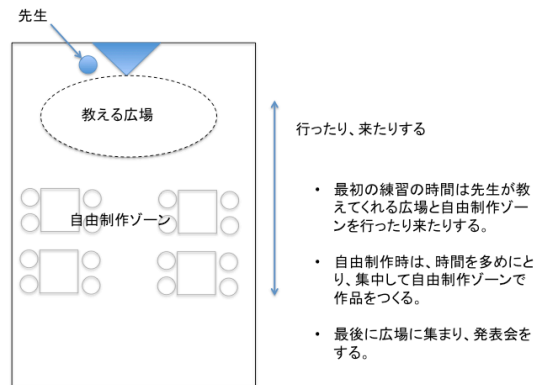 先生
教える広場
自由制作ゾーン
行ったり、来たりする
• 最初の練習の時間は先生が教
えてくれる広場と自由制作ゾー
ンを行ったり来たりする。
• 自由制作時は、時間を多めにと
り、集中して自由制作ゾーンで
作品をつくる。
• 最後に広場に集まり、発表会を
する。